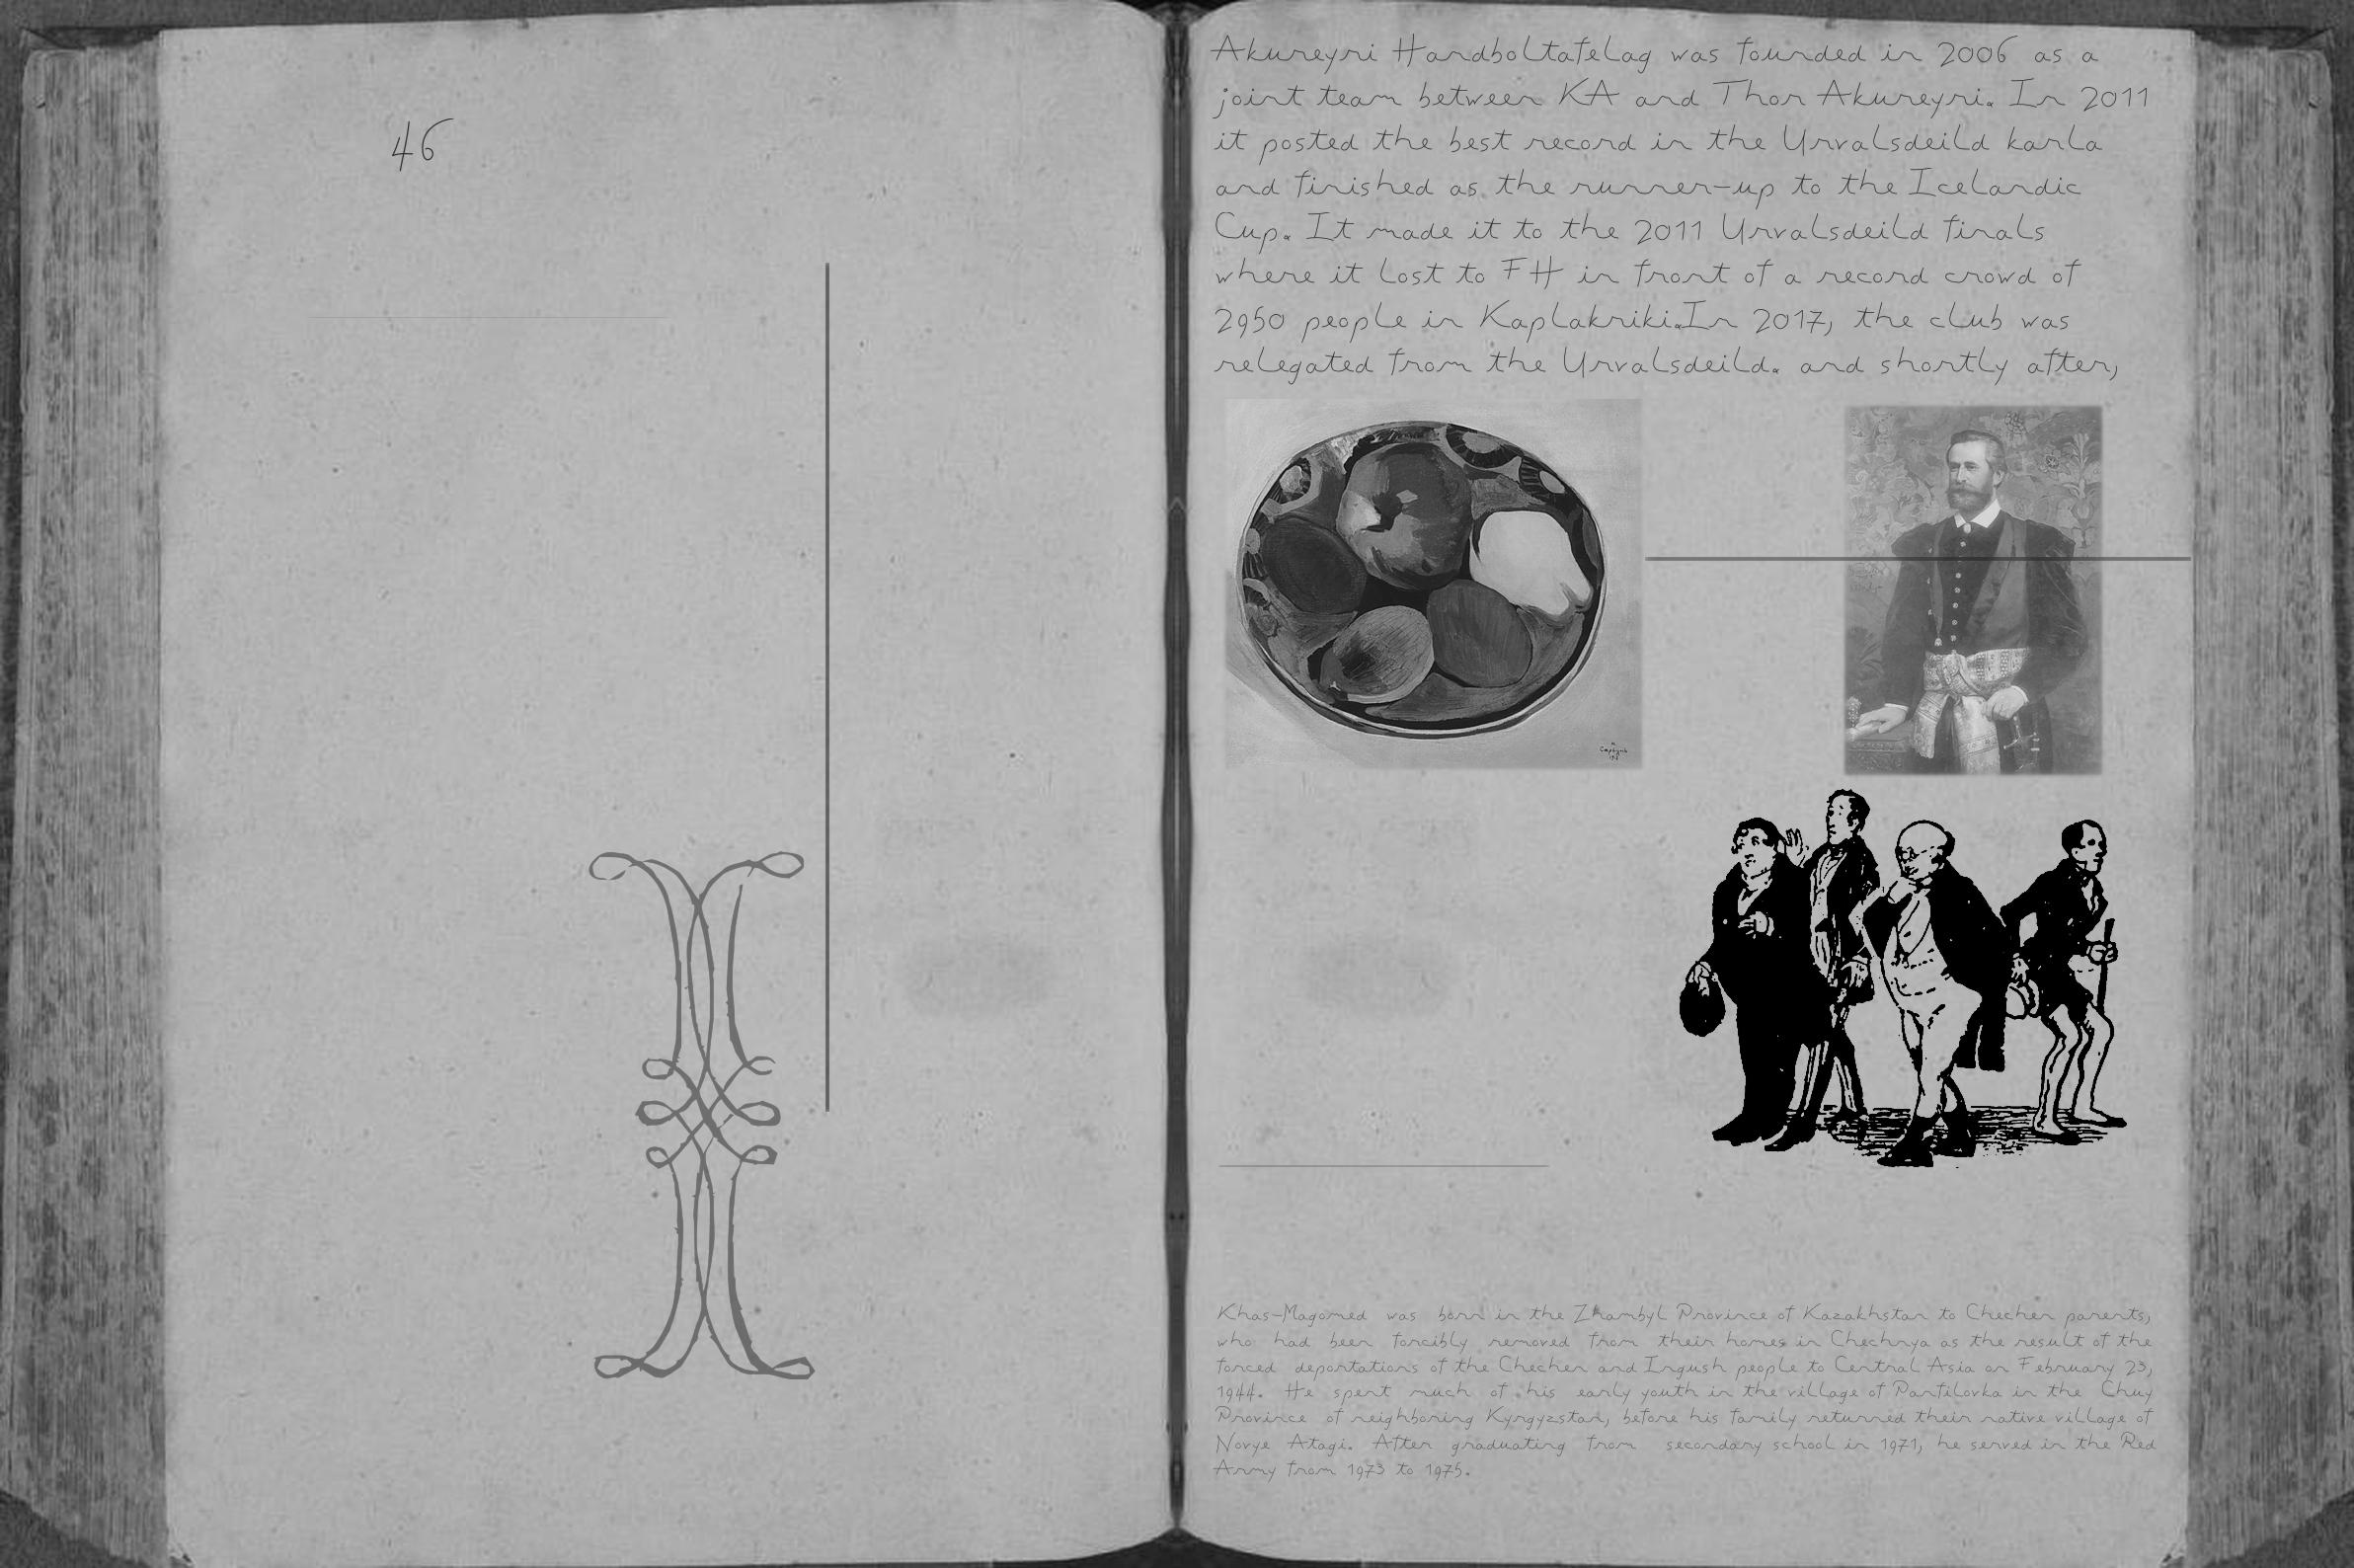 46
Akureyri Handboltafelag was founded in 2006 as a
joint team between KA and Thor Akureyri. In 2011
it posted the best record in the Urvalsdeild karla
and finished as the runner-up to the Icelandic
Cup. It made it to the 2011 Urvalsdeild finals
where it lost to FH in front of a record crowd of
2950 people in Kaplakriki.In 2017, the club was
relegated from the Urvalsdeild. and shortly after,
Khas-Magomed was born in the Zhambyl Province of Kazakhstan to Chechen parents,
who had been forcibly removed from their homes in Chechnya as the result of the
forced deportations of the Chechen and Ingush people to Central Asia on February 23,
1944. He spent much of his early youth in the village of Panfilovka in the Chuy
Province of neighboring Kyrgyzstan, before his family returned their native village of
Novye Atagi. After graduating from secondary school in 1971, he served in the Red
Army from 1973 to 1975.